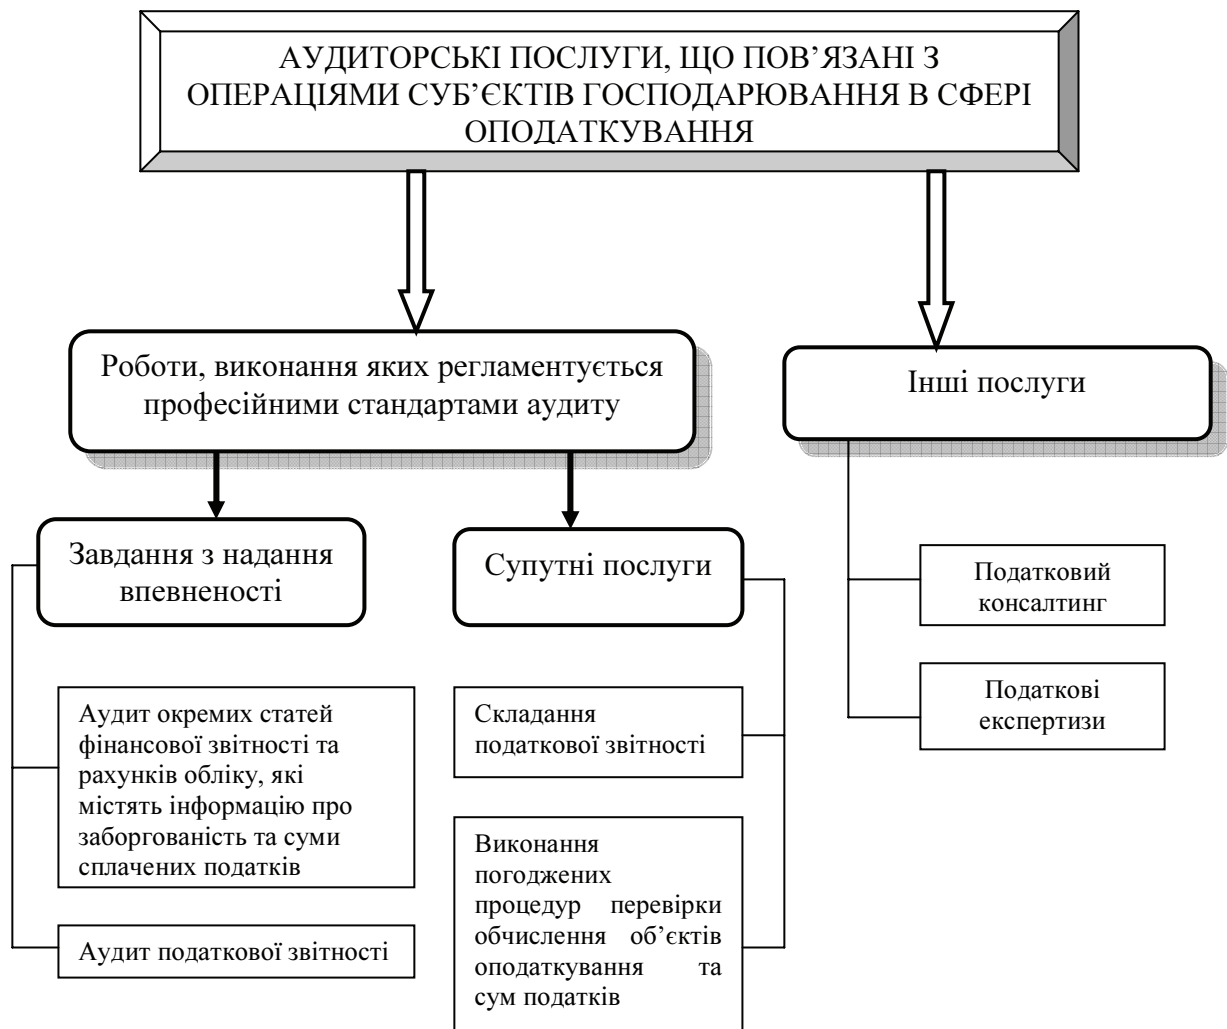 АУДИТОРСЬКІ ПОСЛУГИ, ЩО ПОВ’ЯЗАНІ З
ОПЕРАЦІЯМИ СУБ’ЄКТІВ ГОСПОДАРЮВАННЯ В СФЕРІ
ОПОДАТКУВАННЯ
Роботи, виконання яких регламентується
професійними стандартами аудиту
Інші послуги
Завдання з надання
впевненості
Супутні послуги
Податковий
консалтинг
Податкові
експертизи
Аудит окремих статей
фінансової звітності та
рахунків обліку, які
містять інформацію про
заборгованість та суми
сплачених податків
Аудит податкової звітності
Складання
податкової звітності
Виконання
погоджених
процедур перевірки
обчислення об’єктів
оподаткування та
сум податків